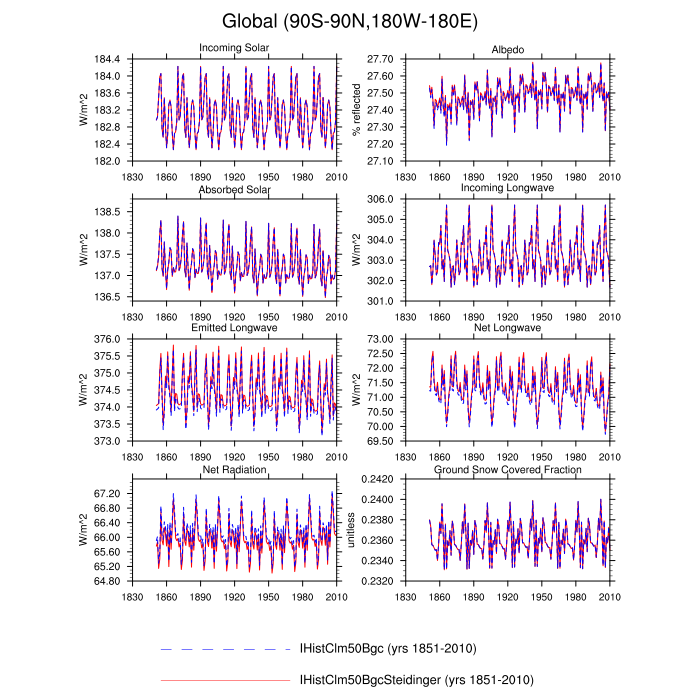 Global (90S-90N,180W-180E)
Incoming Solar
Albedo
W/m^2
184.4
184.0
183.6
183.2
182.8
182.4
182.0
1830 1860 1890 1920 1950 1980 2010
% reflected
27.70
27.60
27.50
27.40
27.30
27.20
27.10
1830 1860 1890 1920 1950 1980 2010
Absorbed Solar
Incoming Longwave
W/m^2
138.5
138.0
137.5
137.0
136.5
1830 1860 1890 1920 1950 1980 2010
W/m^2
306.0
305.0
304.0
303.0
302.0
301.0
1830 1860 1890 1920 1950 1980 2010
Emitted Longwave
Net Longwave
W/m^2
376.0
375.5
375.0
374.5
374.0
373.5
373.0
1830 1860 1890 1920 1950 1980 2010
W/m^2
73.00
72.50
72.00
71.50
71.00
70.50
70.00
69.50
1830 1860 1890 1920 1950 1980 2010
Net Radiation
Ground Snow Covered Fraction
W/m^2
67.20
66.80
66.40
66.00
65.60
65.20
64.80
1830 1860 1890 1920 1950 1980 2010
unitless
0.2420
0.2400
0.2380
0.2360
0.2340
0.2320
1830 1860 1890 1920 1950 1980 2010
IHistClm50Bgc (yrs 1851-2010)
IHistClm50BgcSteidinger (yrs 1851-2010)